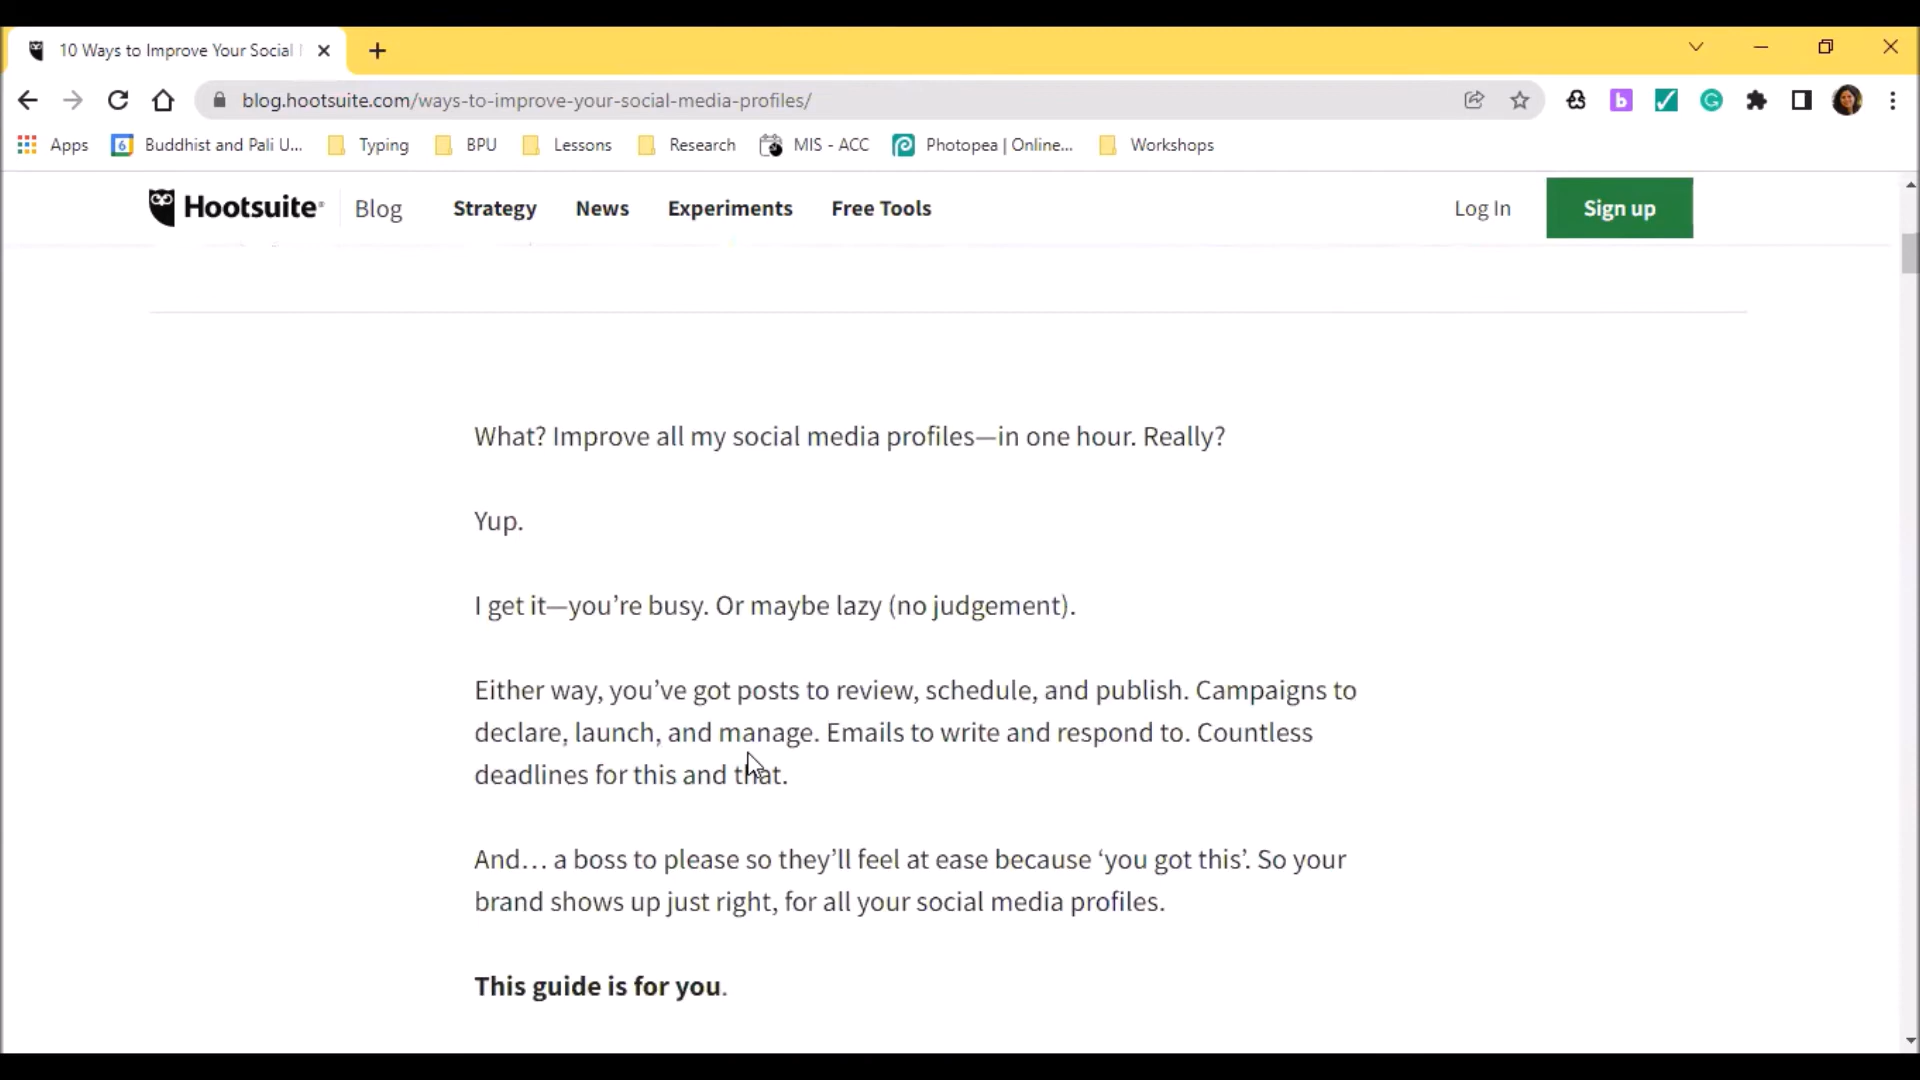 10 Ways to Improve Your Social
blog.hootsuite.com/ways-to-improve-your-social-media-profiles/
Apps 6 Buddhist and Pali U... Typing BPU Lessons Research MIS - ACC Photopea | Online... Workshops
Hootsuite® Blog Strategy News Experiments Free Tools Log In Sign up
What? Improve all my social media profiles—in one hour. Really?
Yup.
I get it—you’re busy. Or maybe lazy (no judgement).
Either way, you’ve got posts to review, schedule, and publish. Campaigns to
declare, launch, and manage. Emails to write and respond to. Countless
deadlines for this and that.
And… a boss to please so they’ll feel at ease because ‘you got this’. So your
brand shows up just right, for all your social media profiles.
This guide is for you.